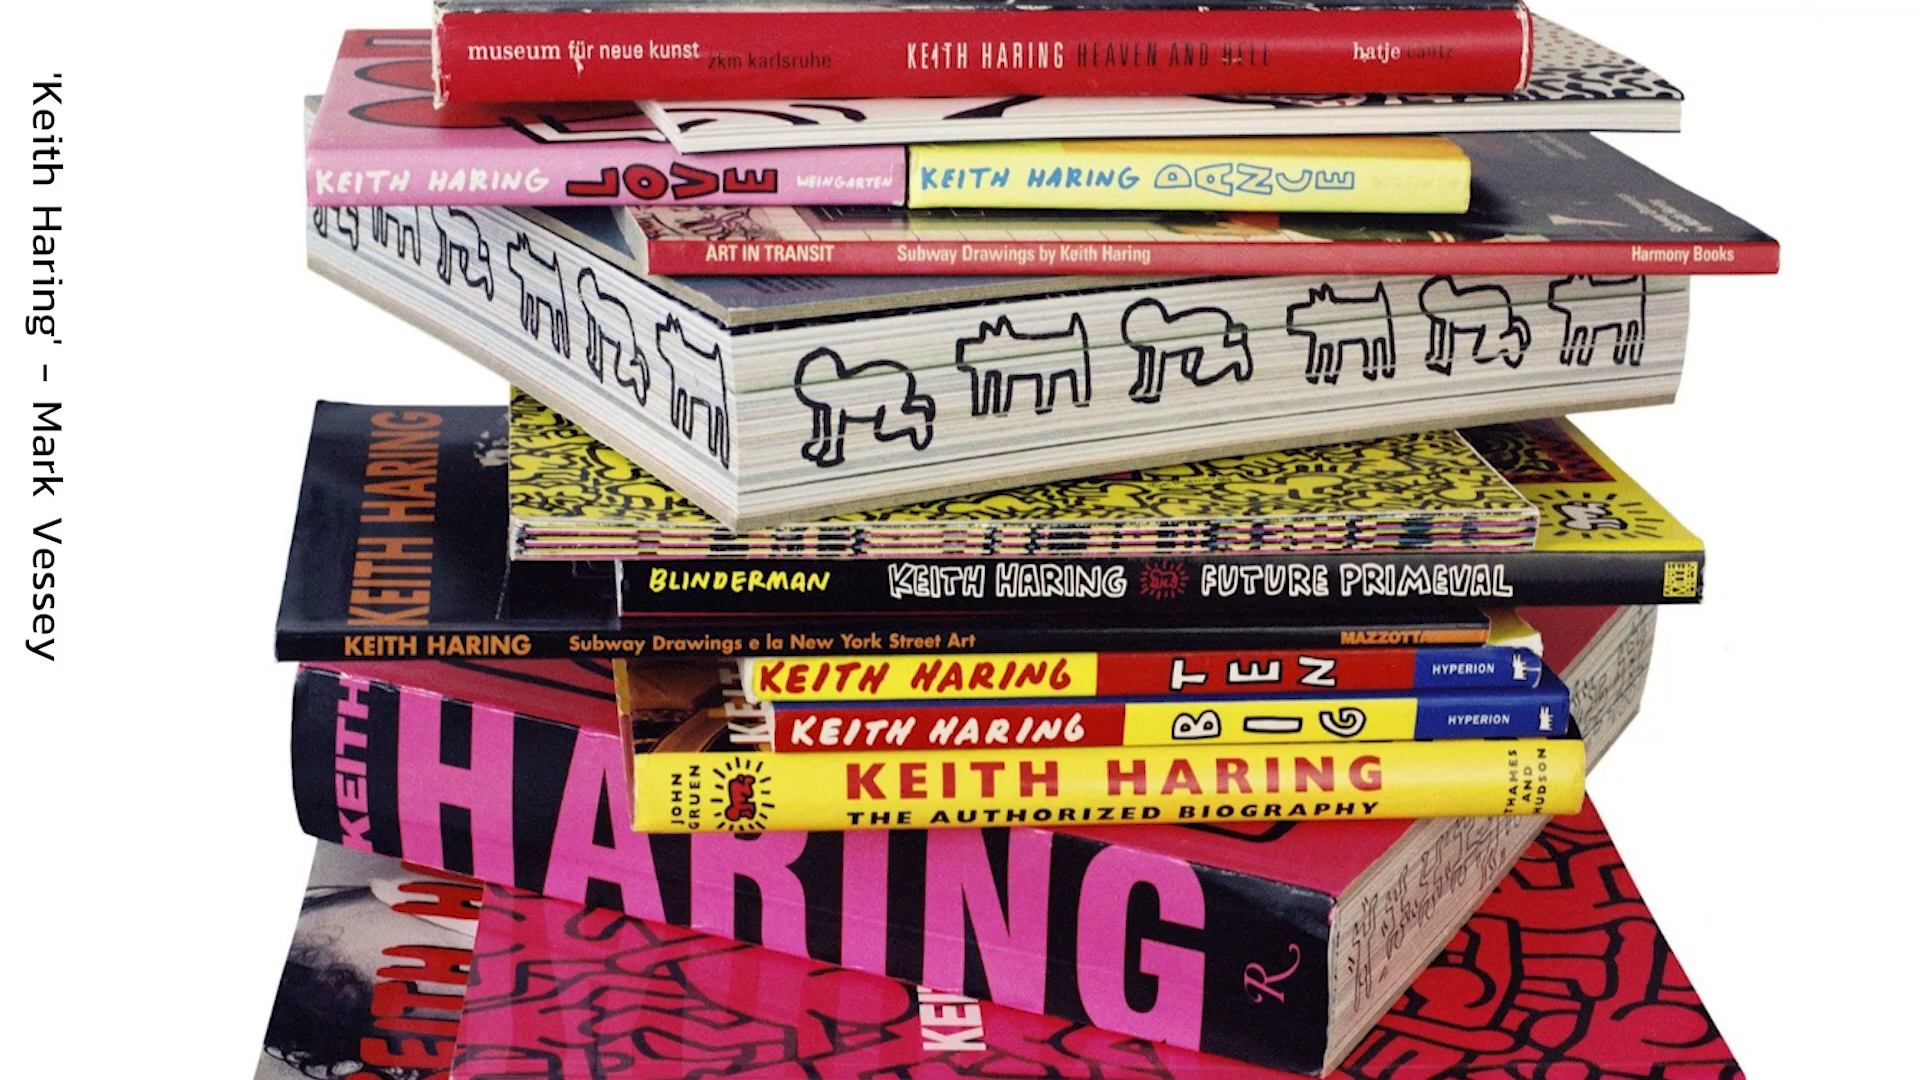 'Keith Haring' – Mark Vessey
museum für neue kunst zkm karlsruhe KEITH HARING HEAVEN AND HELL hatje cantz
KEITH HARING LOVE WEINGARTEN
KEITH HARING DANCE
ART IN TRANSIT Subway Drawings by Keith Haring Harmony Books
KEITH HARING
BLINDERMAN KEITH HARING FUTURE PRIMEVAL
KEITH HARING Subway Drawings e la New York Street Art MAZZOTTA
KEITH HARING TEN HYPERION
KEITH HARING BIG HYPERION
JOHN GRUEN KEITH HARING THAMES AND HUDSON
THE AUTHORIZED BIOGRAPHY
KEITH HARING R